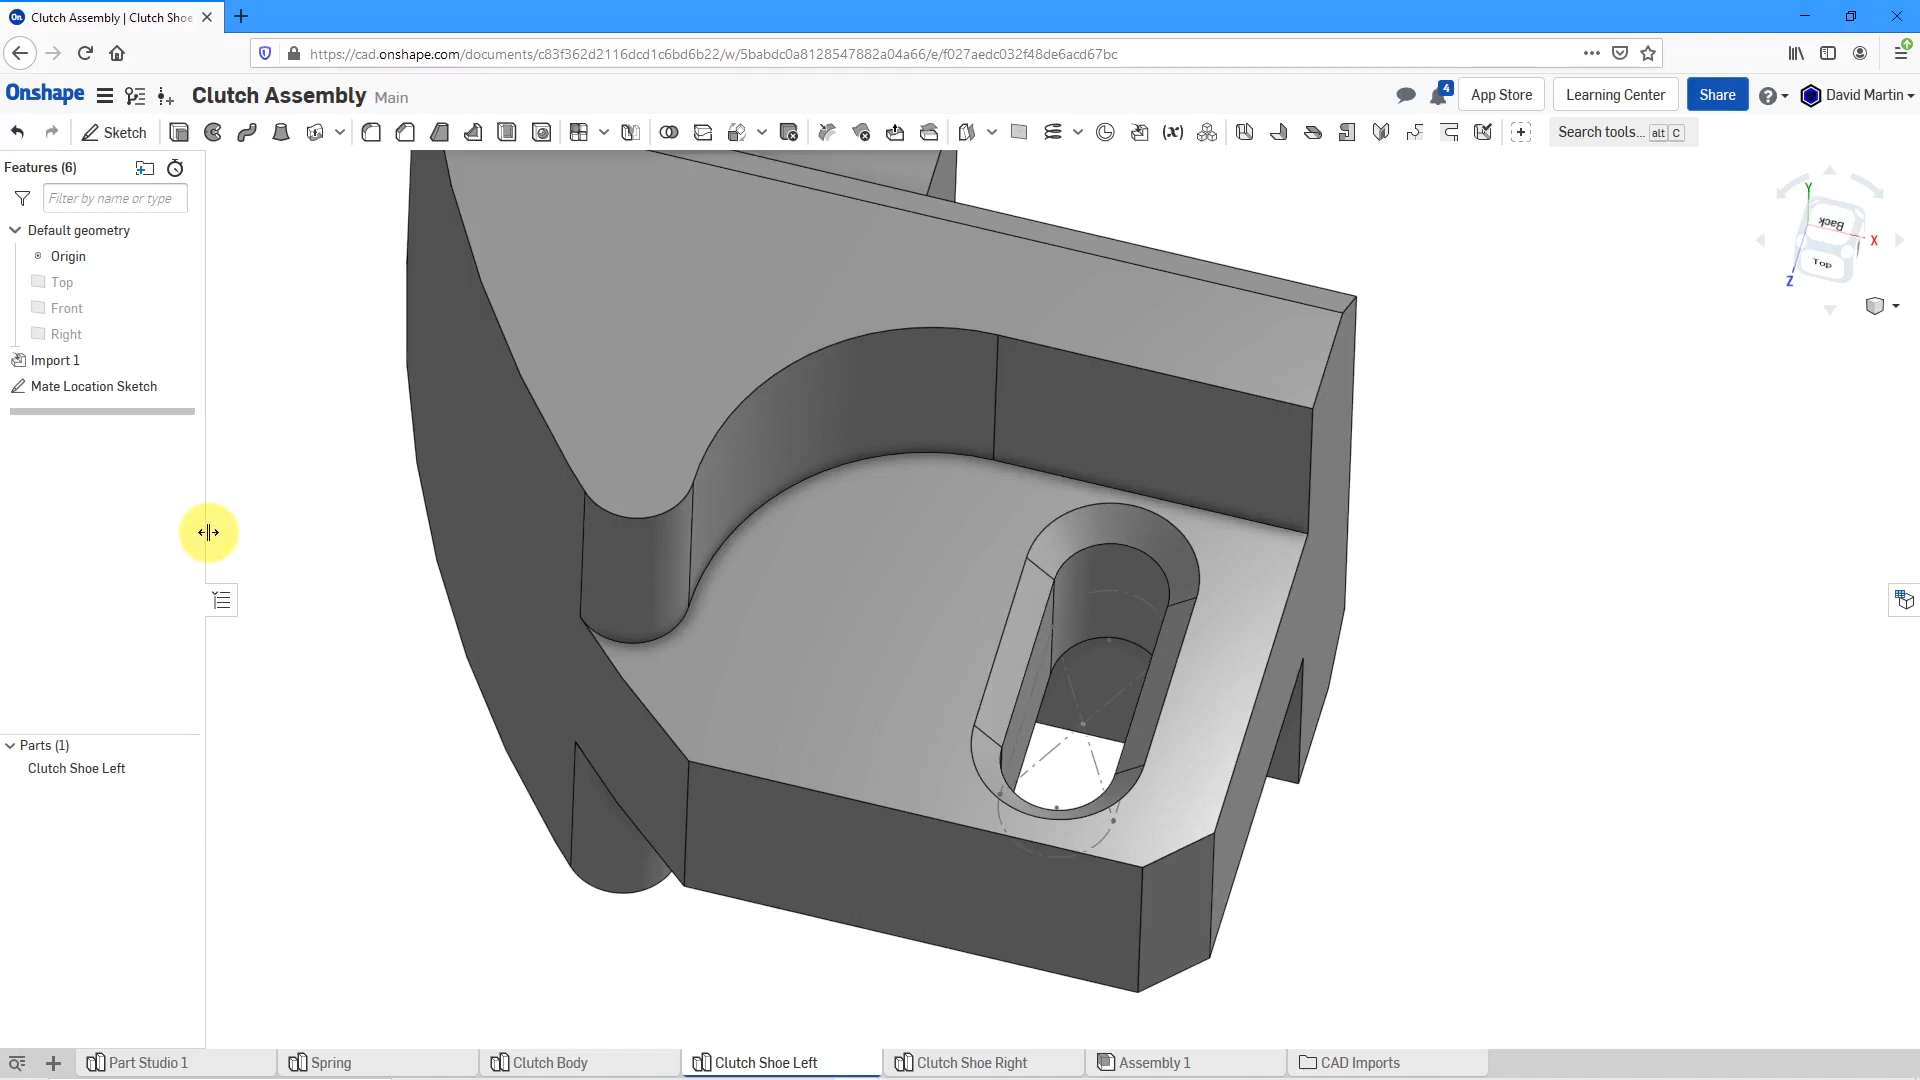 Clutch Assembly | Clutch Shoe
https://cad.onshape.com/documents/c83f362d2116dcd1c6bd6b22/w/5babdc0a8128547882a04a66/e/f027aedc032f48de6acd67bc
Onshape Clutch Assembly Main 4 App Store Learning Center Share David Martin
Sketch (x) Search tools... alt C
Features (6)
Filter by name or type
Default geometry
Origin
Top
Front
Right
Import 1
Mate Location Sketch
Y
Back
X
Top
Z
Parts (1)
Clutch Shoe Left
Part Studio 1 Spring Clutch Body Clutch Shoe Left Clutch Shoe Right Assembly 1 CAD Imports